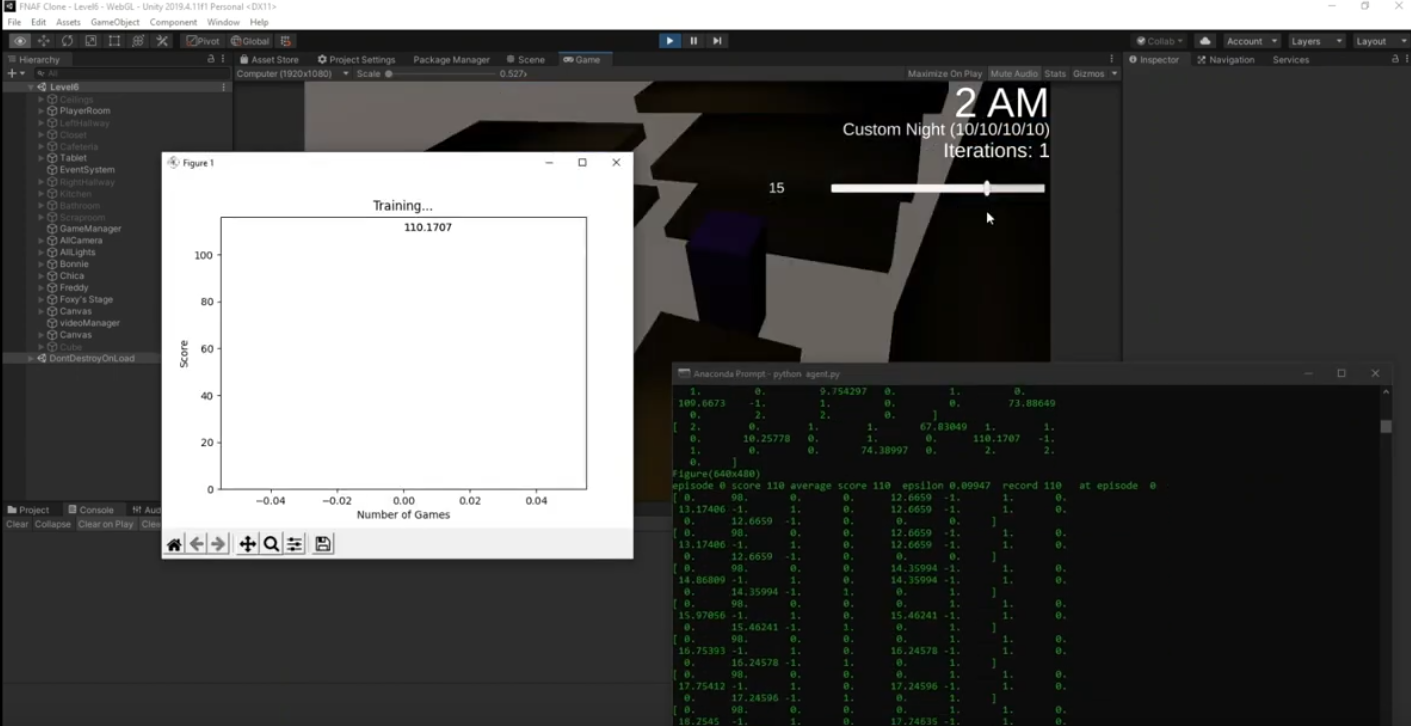 FNAF Clone - Level6 - WebGL - Unity 2019.4.11f1 Personal <DX11>
File Edit Assets GameObject Component Window Help
Pivot Global Collab Account Layers Layout
Hierarchy Asset Store Project Settings Package Manager Scene Game Inspector Navigation Services
All Computer (1920x1080) Scale 0.527x Maximize On Play Mute Audio Stats Gizmos
Level6
Ceilings
PlayerRoom
LeftHallway
Closet
Cafeteria
Tablet
EventSystem
RightHallway
Kitchen
Bathroom
Scraproom
GameManager
AllCamera
AllLights
Bonnie
Chica
Freddy
Foxy's Stage
Canvas
videoManager
Canvas
Cube
DontDestroyOnLoad
2 AM
Custom Night (10/10/10/10)
Iterations: 1
15
Figure 1
Training...
110.1707
100
80
60
40
20
0
Score
−0.04 −0.02 0.00 0.02 0.04
Number of Games
Project Console Aud
Clear Collapse Clear on Play Clea
Anaconda Prompt - python agent.py
1. 0. 9.754297 0. 1. 0.
109.6673 -1. 1. 0. 0. 73.88649
0. 2. 2. 0. ]
[ 2. 0. 1. 1. 67.83049 1. 1.
0. 10.25778 0. 1. 0. 110.1707 -1.
1. 0. 0. 74.38997 0. 2. 2.
0. ]
Figure(640x480)
episode 0 score 110 average score 110 epsilon 0.09947 record 110 at episode 0
[ 0. 98. 0. 0. 12.6659 -1. 1. 0.
13.17406 -1. 1. 0. 12.6659 -1. 1. 0.
0. 12.6659 -1. 0. 0. 0. ]
[ 0. 98. 0. 0. 12.6659 -1. 1. 0.
13.17406 -1. 1. 0. 12.6659 -1. 1. 0.
0. 12.6659 -1. 0. 0. 0. ]
[ 0. 98. 0. 0. 14.35994 -1. 1. 0.
14.86809 -1. 1. 0. 14.35994 -1. 1. 0.
0. 14.35994 -1. 1. 0. 1. ]
[ 0. 98. 0. 0. 0. 1. 1. 0.
15.97056 -1. 1. 0. 15.46241 -1. 1. 0.
0. 15.46241 -1. 1. 0. 1. ]
[ 0. 98. 0. 0. 0. 1. 1. 0.
16.75393 -1. 1. 0. 16.24578 -1. 1. 0.
0. 16.24578 -1. 1. 0. 1. ]
[ 0. 98. 0. 0. 0. 1. 1. 0.
17.75412 -1. 1. 0. 17.24596 -1. 1. 0.
0. 17.24596 -1. 1. 0. 1. ]
[ 0. 98. 0. 0. 0. 1. 1. 0.
18.2545 -1. 1. 0. 17.24635 -1. 1. 0.